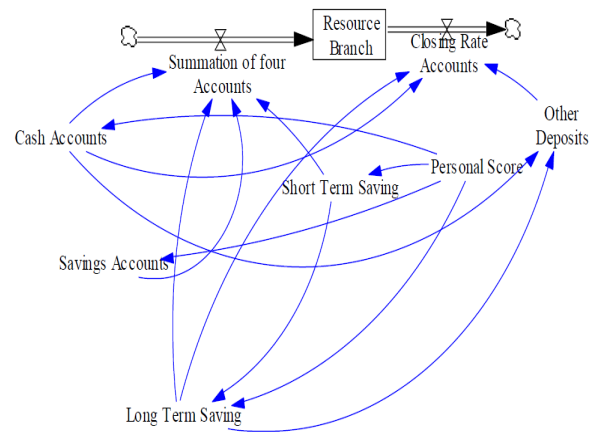 Resource
Branch
Closing Rate
Accounts
Summation of four
Accounts
Cash Accounts
Other
Deposits
Personal Score
Short Term Saving
Savings Accounts
Long Term Saving